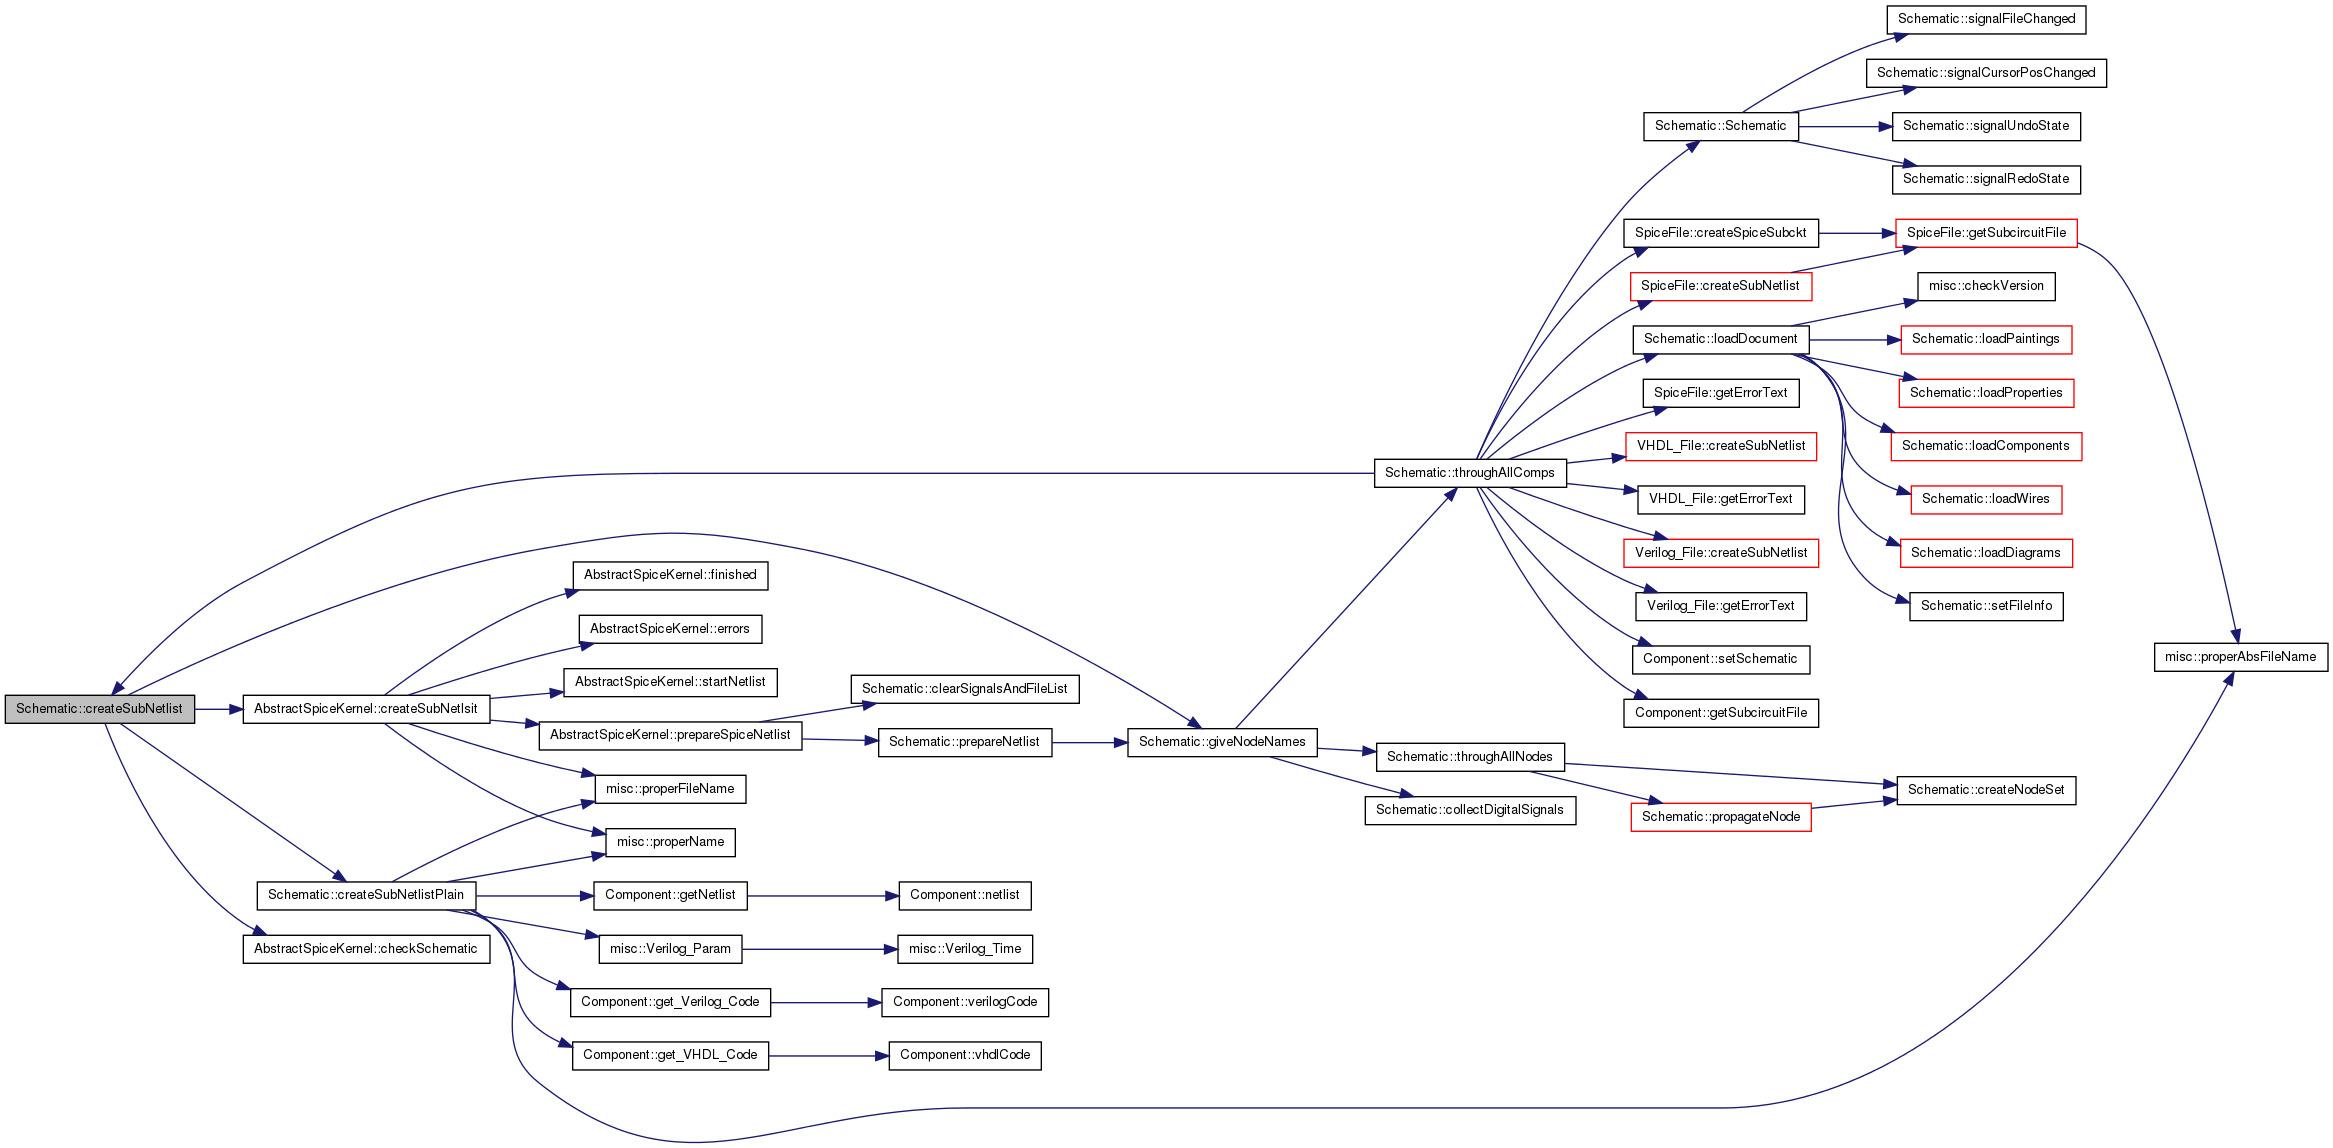 Schematic::signalFileChanged
Schematic::signalCursorPosChanged
Schematic::Schematic
Schematic::signalUndoState
Schematic::signalRedoState
SpiceFile::createSpiceSubckt
SpiceFile::getSubcircuitFile
SpiceFile::createSubNetlist
misc::checkVersion
Schematic::loadDocument
Schematic::loadPaintings
SpiceFile::getErrorText
Schematic::loadProperties
VHDL_File::createSubNetlist
Schematic::loadComponents
Schematic::throughAllComps
VHDL_File::getErrorText
Schematic::loadWires
Verilog_File::createSubNetlist
Schematic::loadDiagrams
AbstractSpiceKernel::finished
Verilog_File::getErrorText
Schematic::setFileInfo
AbstractSpiceKernel::errors
Component::setSchematic
misc::properAbsFileName
AbstractSpiceKernel::startNetlist
Schematic::clearSignalsAndFileList
Schematic::createSubNetlist
AbstractSpiceKernel::createSubNetlsit
Component::getSubcircuitFile
AbstractSpiceKernel::prepareSpiceNetlist
Schematic::prepareNetlist
Schematic::giveNodeNames
Schematic::throughAllNodes
misc::properFileName
Schematic::createNodeSet
Schematic::collectDigitalSignals
Schematic::propagateNode
misc::properName
Schematic::createSubNetlistPlain
Component::getNetlist
Component::netlist
AbstractSpiceKernel::checkSchematic
misc::Verilog_Param
misc::Verilog_Time
Component::get_Verilog_Code
Component::verilogCode
Component::get_VHDL_Code
Component::vhdlCode